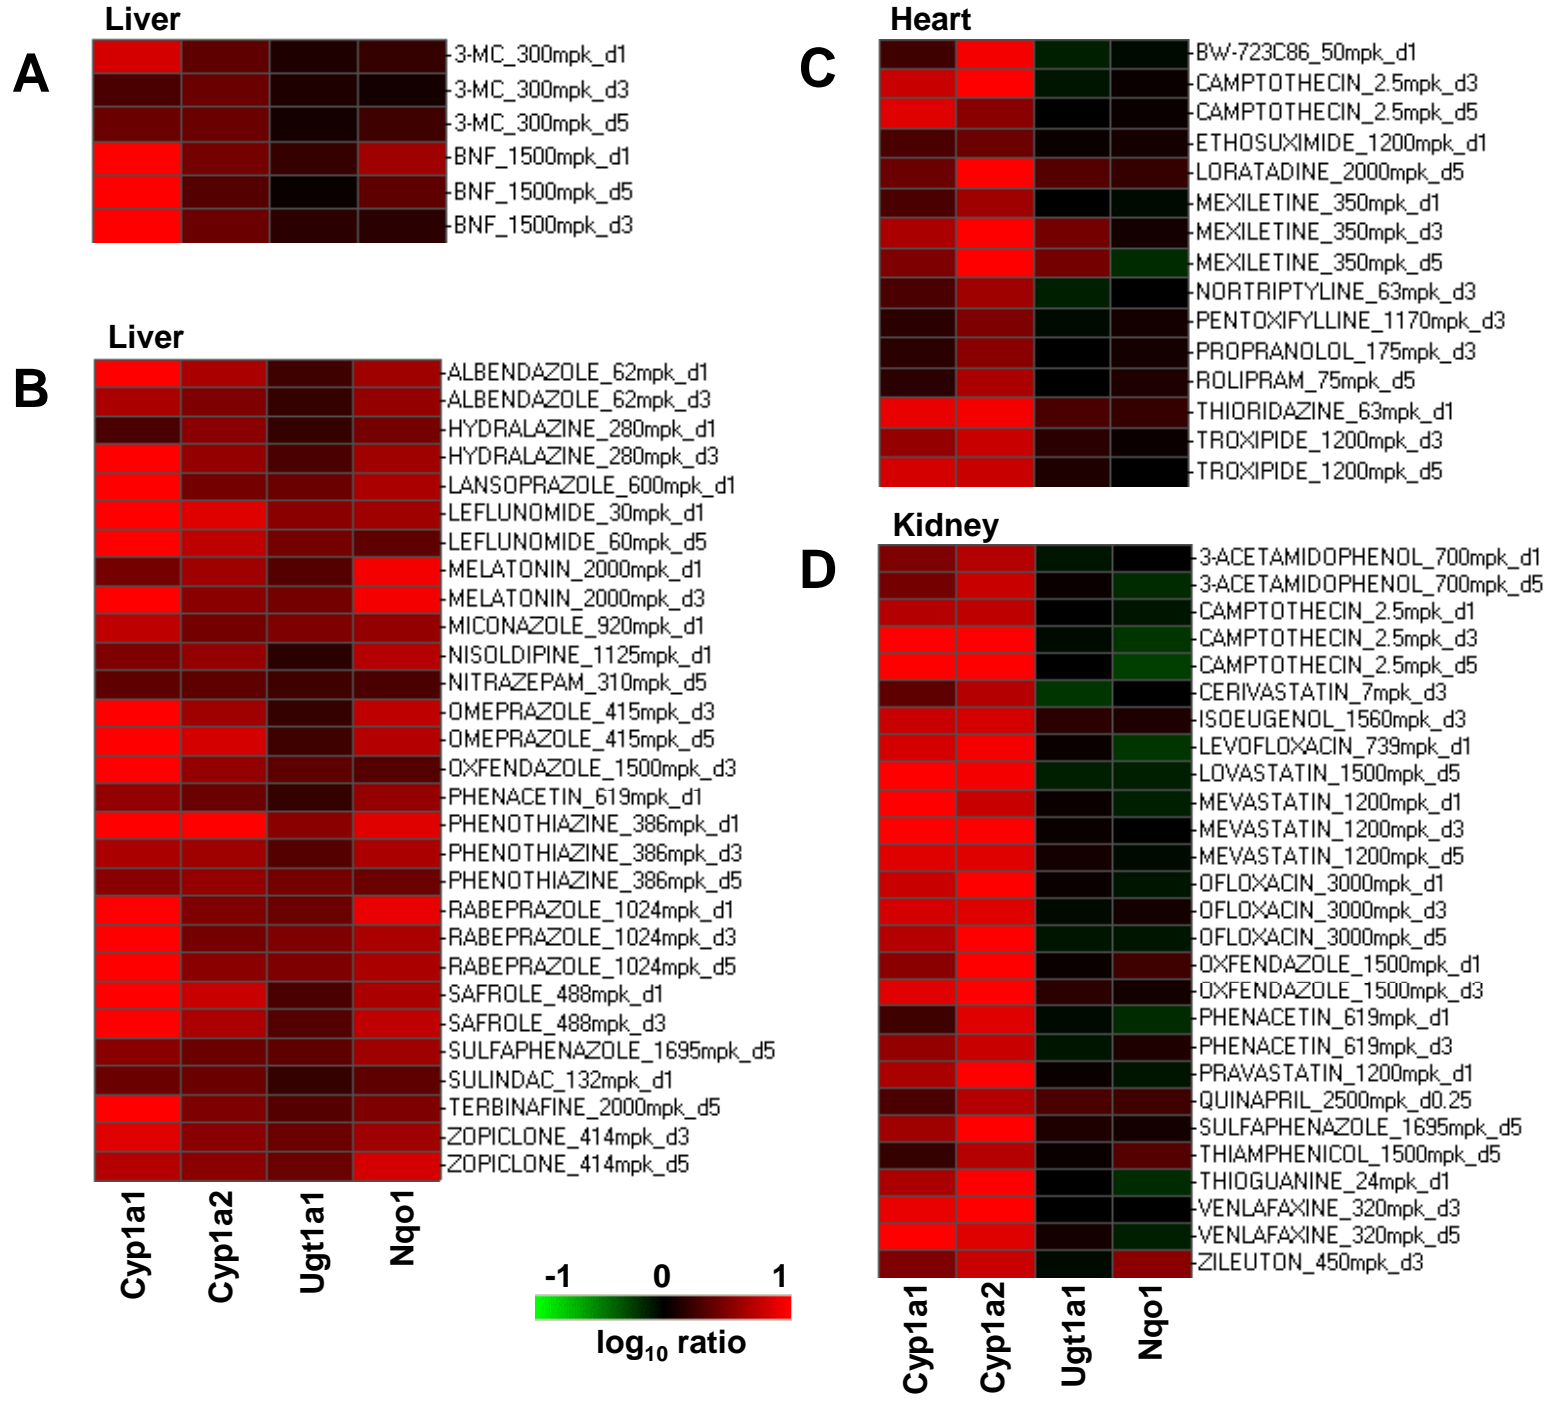 Liver
A
3-MC_300mpk_d1
3-MC_300mpk_d3
3-MC_300mpk_d5
BNF_1500mpk_d1
BNF_1500mpk_d5
BNF_1500mpk_d3
Liver
B
ALBENDAZOLE_62mpk_d1
ALBENDAZOLE_62mpk_d3
HYDRALAZINE_280mpk_d1
HYDRALAZINE_280mpk_d3
LANSOPRAZOLE_600mpk_d1
LEFLUNOMIDE_30mpk_d1
LEFLUNOMIDE_60mpk_d5
MELATONIN_2000mpk_d1
MELATONIN_2000mpk_d3
MICONAZOLE_920mpk_d1
NISOLDIPINE_1125mpk_d1
NITRAZEPAM_310mpk_d5
OMEPRAZOLE_415mpk_d3
OMEPRAZOLE_415mpk_d5
OXFENDAZOLE_1500mpk_d3
PHENACETIN_619mpk_d1
PHENOTHIAZINE_386mpk_d1
PHENOTHIAZINE_386mpk_d3
PHENOTHIAZINE_386mpk_d5
RABEPRAZOLE_1024mpk_d1
RABEPRAZOLE_1024mpk_d3
RABEPRAZOLE_1024mpk_d5
SAFROLE_488mpk_d1
SAFROLE_488mpk_d3
SULFAPHENAZOLE_1695mpk_d5
SULINDAC_132mpk_d1
TERBINAFINE_2000mpk_d5
ZOPICLONE_414mpk_d3
ZOPICLONE_414mpk_d5
Cyp1a1
Cyp1a2
Ugt1a1
Nqo1
-1 0 1
log10 ratio
Heart
C
BW-723C86_50mpk_d1
CAMPTOTHECIN_2.5mpk_d3
CAMPTOTHECIN_2.5mpk_d5
ETHOSUXIMIDE_1200mpk_d1
LORATADINE_2000mpk_d5
MEXILETINE_350mpk_d1
MEXILETINE_350mpk_d3
MEXILETINE_350mpk_d5
NORTRIPTYLINE_63mpk_d3
PENTOXIFYLLINE_1170mpk_d3
PROPRANOLOL_175mpk_d3
ROLIPRAM_75mpk_d5
THIORIDAZINE_63mpk_d1
TROXIPIDE_1200mpk_d3
TROXIPIDE_1200mpk_d5
Kidney
D
3-ACETAMIDOPHENOL_700mpk_d1
3-ACETAMIDOPHENOL_700mpk_d5
CAMPTOTHECIN_2.5mpk_d1
CAMPTOTHECIN_2.5mpk_d3
CAMPTOTHECIN_2.5mpk_d5
CERIVASTATIN_7mpk_d3
ISOEUGENOL_1560mpk_d3
LEVOFLOXACIN_739mpk_d1
LOVASTATIN_1500mpk_d5
MEVASTATIN_1200mpk_d1
MEVASTATIN_1200mpk_d3
MEVASTATIN_1200mpk_d5
OFLOXACIN_3000mpk_d1
OFLOXACIN_3000mpk_d3
OFLOXACIN_3000mpk_d5
OXFENDAZOLE_1500mpk_d1
OXFENDAZOLE_1500mpk_d3
PHENACETIN_619mpk_d1
PHENACETIN_619mpk_d3
PRAVASTATIN_1200mpk_d1
QUINAPRIL_2500mpk_d0.25
SULFAPHENAZOLE_1695mpk_d5
THIAMPHENICOL_1500mpk_d5
THIOGUANINE_24mpk_d1
VENLAFAXINE_320mpk_d3
VENLAFAXINE_320mpk_d5
ZILEUTON_450mpk_d3
Cyp1a1
Cyp1a2
Ugt1a1
Nqo1